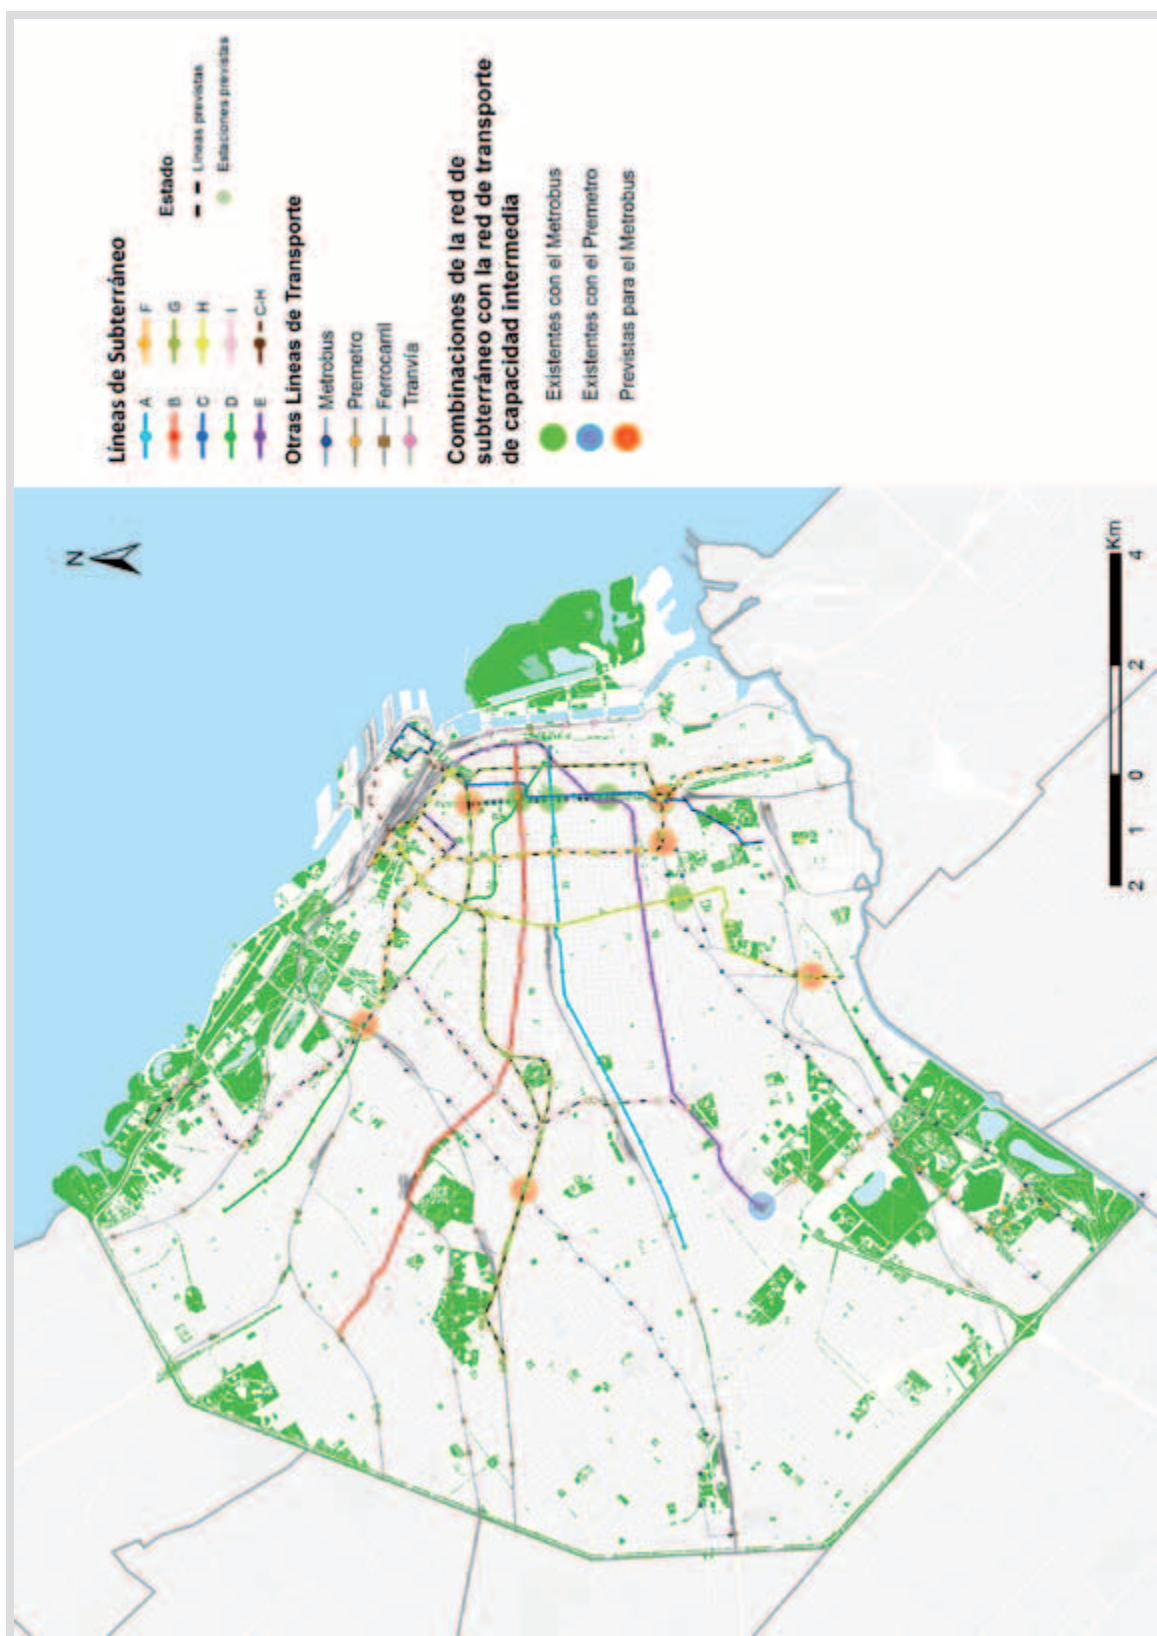 Líneas de Subterráneo
A
B
C
D
E
F
G
H
I
C-H
Estado
Líneas previstas
Estaciones previstas
Otras Líneas de Transporte
Metrobus
Premetro
Ferrocarril
Tranvía
Combinaciones de la red de
subterráneo con la red de transporte
de capacidad intermedia
Existentes con el Metrobus
Existentes con el Premetro
Previstas para el Metrobus
N
2 1 0 2 4
Km